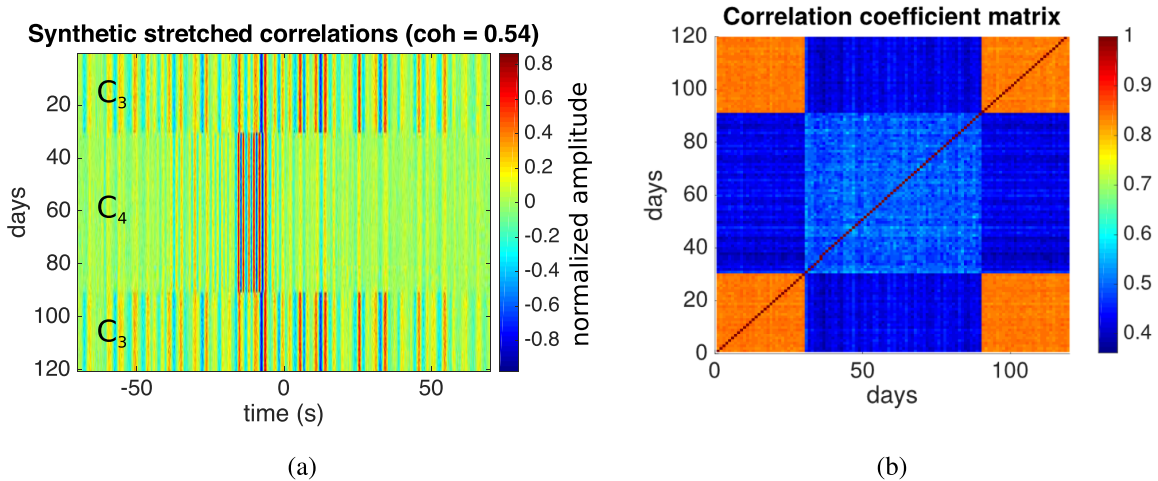 Synthetic stretched correlations (coh = 0.54)
C3
C4
C3
20
40
60
80
100
120
days
-50
0
50
time (s)
0.8
0.6
0.4
0.2
0
-0.2
-0.4
-0.6
-0.8
normalized amplitude
(a)
Correlation coefficient matrix
120
100
80
60
40
20
0
days
0
50
100
days
1
0.9
0.8
0.7
0.6
0.5
0.4
(b)